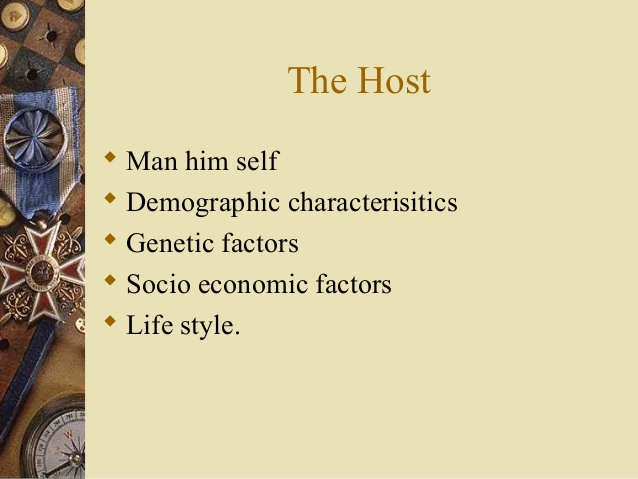 The Host
Man him self
Demographic characterisitics
Genetic factors
Socio economic factors
Life style.